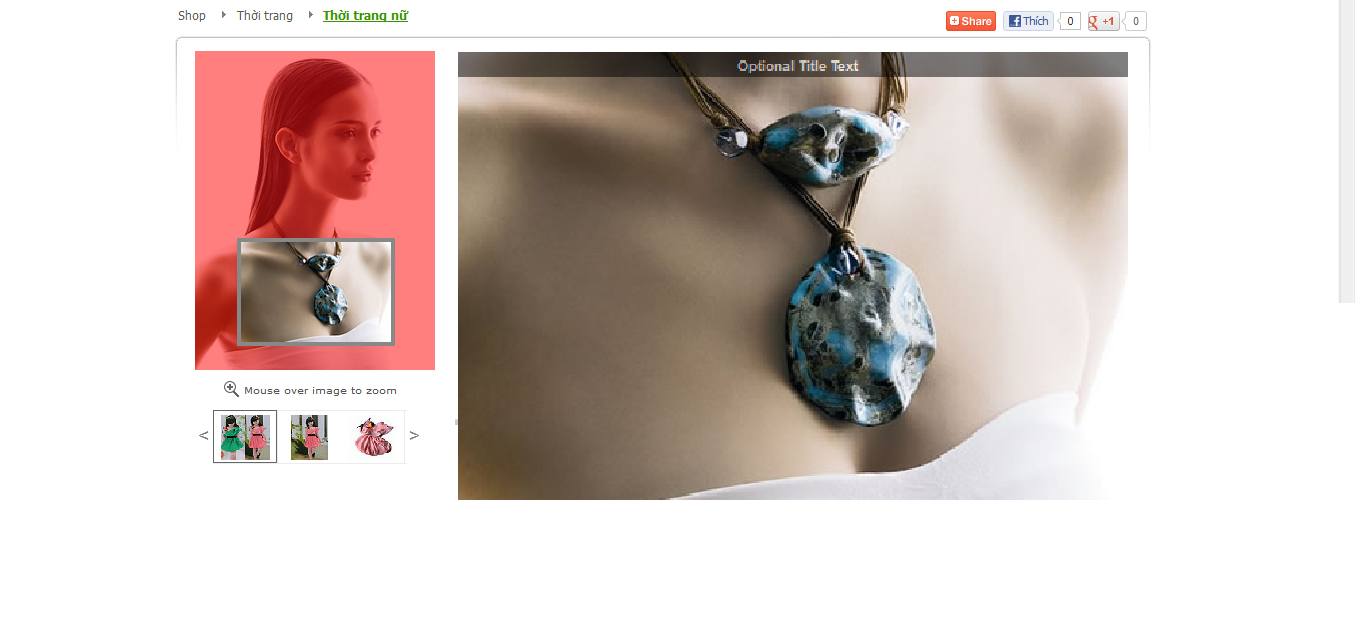 Shop Thời trang Thời trang nữ
Share Thích 0 +1 0
Optional Title Text
Mouse over image to zoom
< >